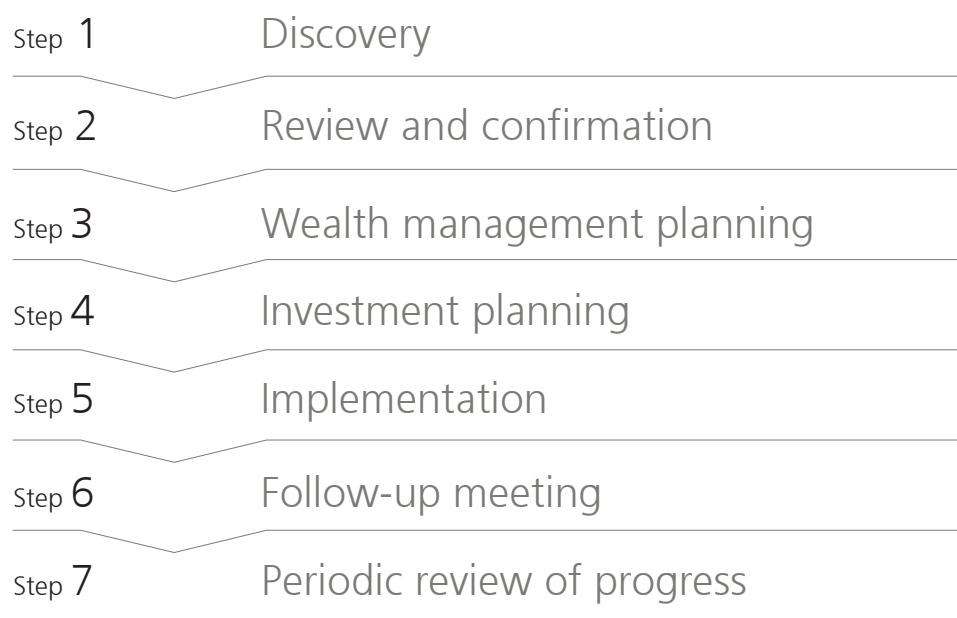 Step 1 Discovery
Step 2 Review and confirmation
Step 3 Wealth management planning
Step 4 Investment planning
Step 5 Implementation
Step 6 Follow-up meeting
Step 7 Periodic review of progress